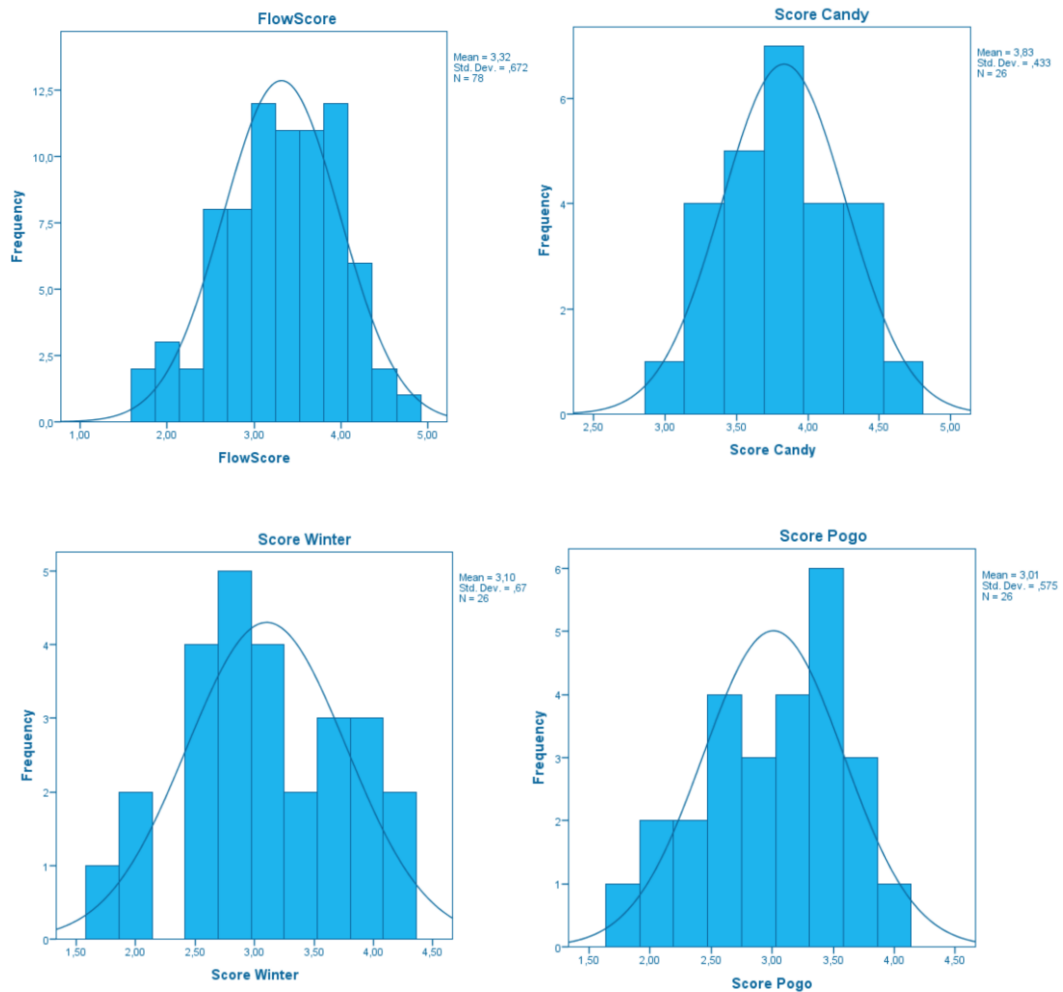 FlowScore
Mean = 3,32
Std. Dev. = ,672
N = 78
12,5
10,0
7,5
5,0
2,5
0,0
Frequency
1,00 2,00 3,00 4,00 5,00
FlowScore
Score Candy
Mean = 3,83
Std. Dev. = ,433
N = 26
6
4
2
0
Frequency
2,50 3,00 3,50 4,00 4,50 5,00
Score Candy
Score Winter
Mean = 3,10
Std. Dev. = ,67
N = 26
5
4
3
2
1
0
Frequency
1,50 2,00 2,50 3,00 3,50 4,00 4,50
Score Winter
Score Pogo
Mean = 3,01
Std. Dev. = ,575
N = 26
6
5
4
3
2
1
0
Frequency
1,50 2,00 2,50 3,00 3,50 4,00 4,50
Score Pogo